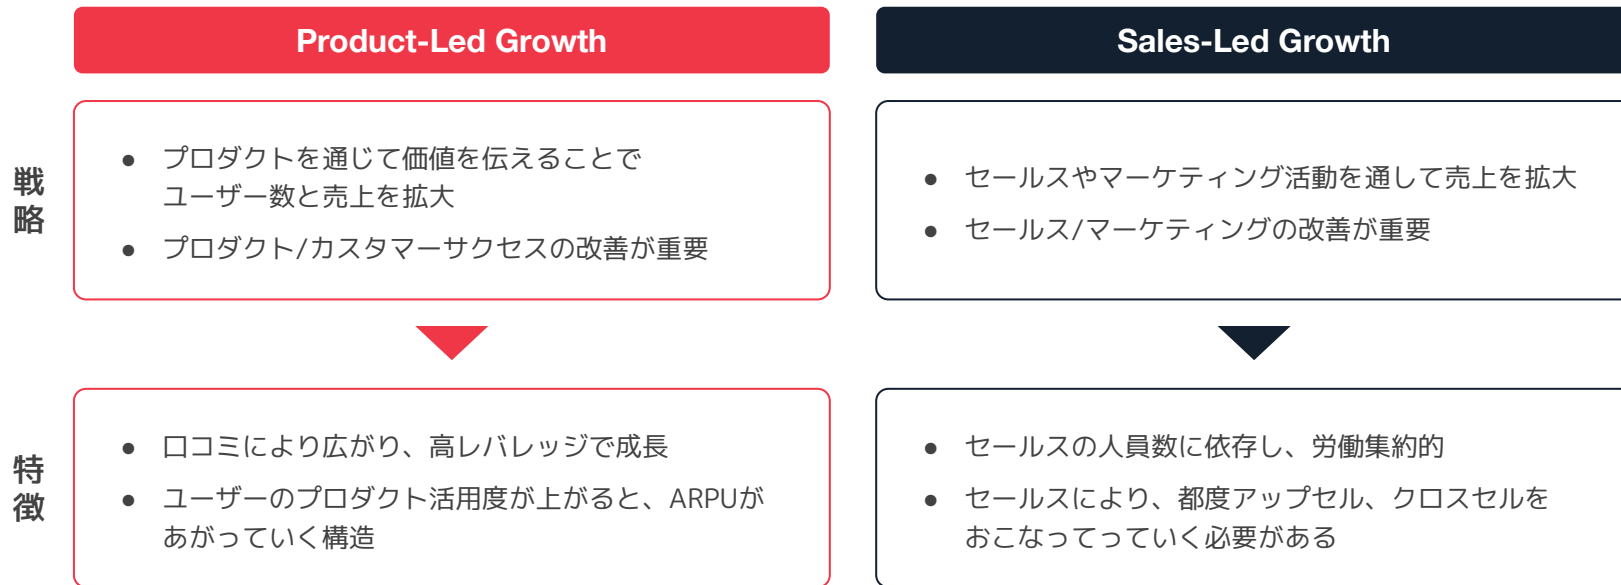 Product-Led Growth
Sales-Led Growth
戦略
● プロダクトを通じて価値を伝えることで
ユーザー数と売上を拡大
● プロダクト/カスタマーサクセスの改善が重要
● セールスやマーケティング活動を通して売上を拡大
● セールス/マーケティングの改善が重要
特徴
● 口コミにより広がり、高レバレッジで成長
● ユーザーのプロダクト活用度が上がると、ARPUが
あがっていく構造
● セールスの人員数に依存し、労働集約的
● セールスにより、都度アップセル、クロスセルを
おこなってっていく必要がある